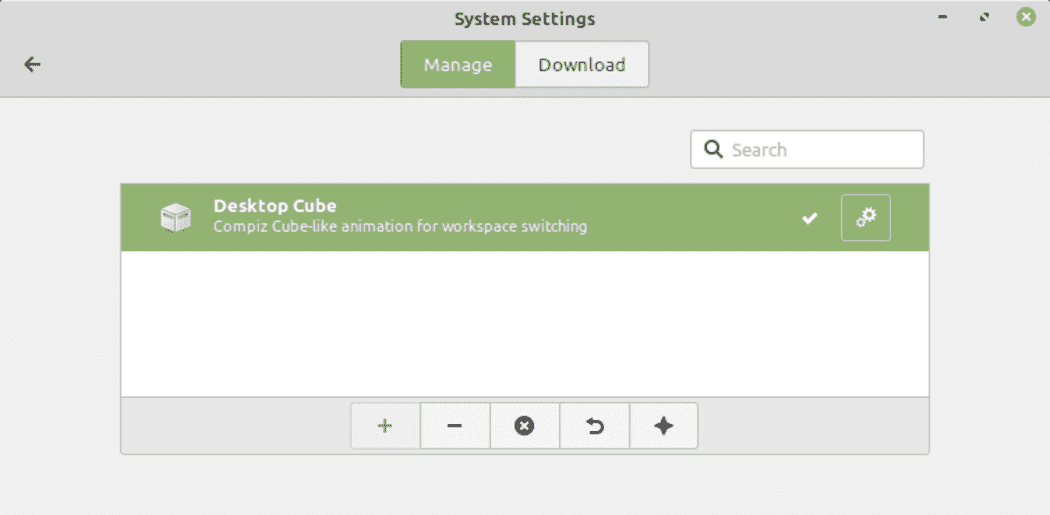 System Settings
Manage
Download
Search
Desktop Cube
Compiz Cube-like animation for workspace switching